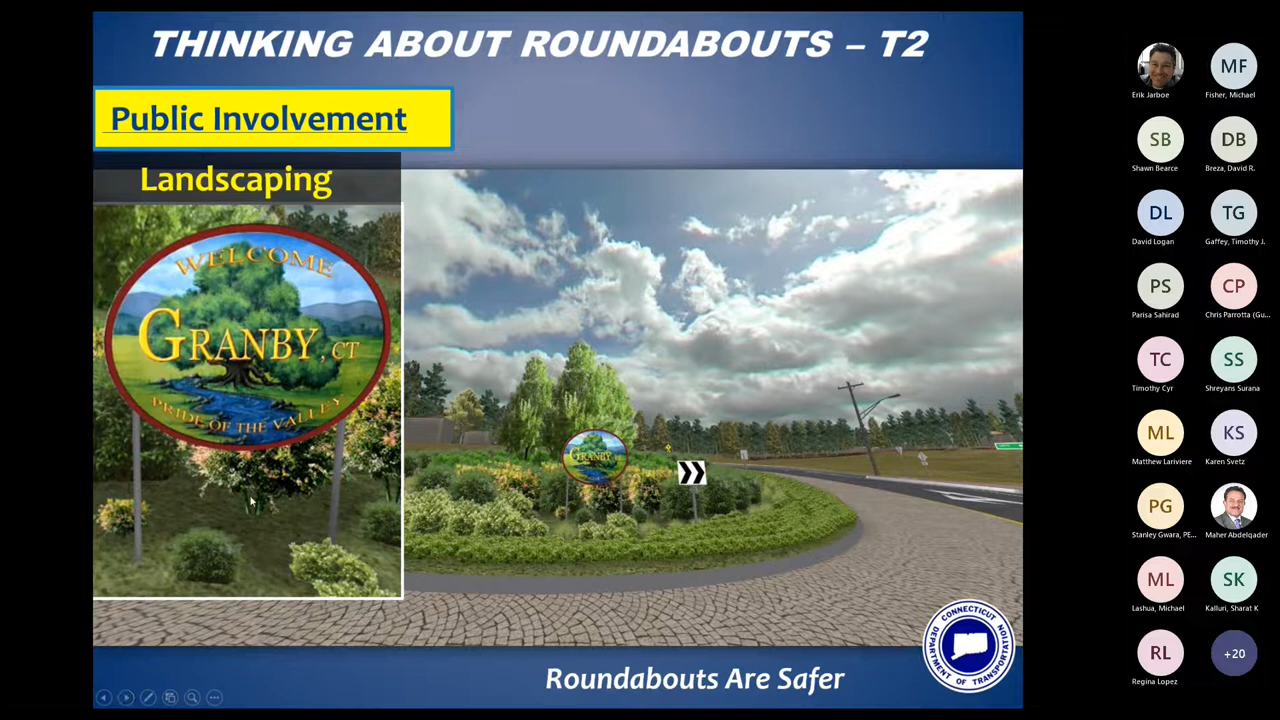 THINKING ABOUT ROUNDABOUTS – T2
Public Involvement
Landscaping
WELCOME
GRANBY, CT
PRIDE OF THE VALLEY
GRANBY
Roundabouts Are Safer
CONNECTICUT
DEPARTMENT OF TRANSPORTATION
Erik Jarboe
MF
Fisher, Michael
SB
Shawn Bearce
DB
Breza, David R.
DL
David Logan
TG
Gaffey, Timothy J.
PS
Parisa Sahirad
CP
Chris Parrotta (Gu...
TC
Timothy Cyr
SS
Shreyans Surana
ML
Matthew Lariviere
KS
Karen Svetz
PG
Stanley Gwara, PE...
Maher Abdelqader
ML
Lashua, Michael
SK
Kalluri, Sharat K
RL
Regina Lopez
+20